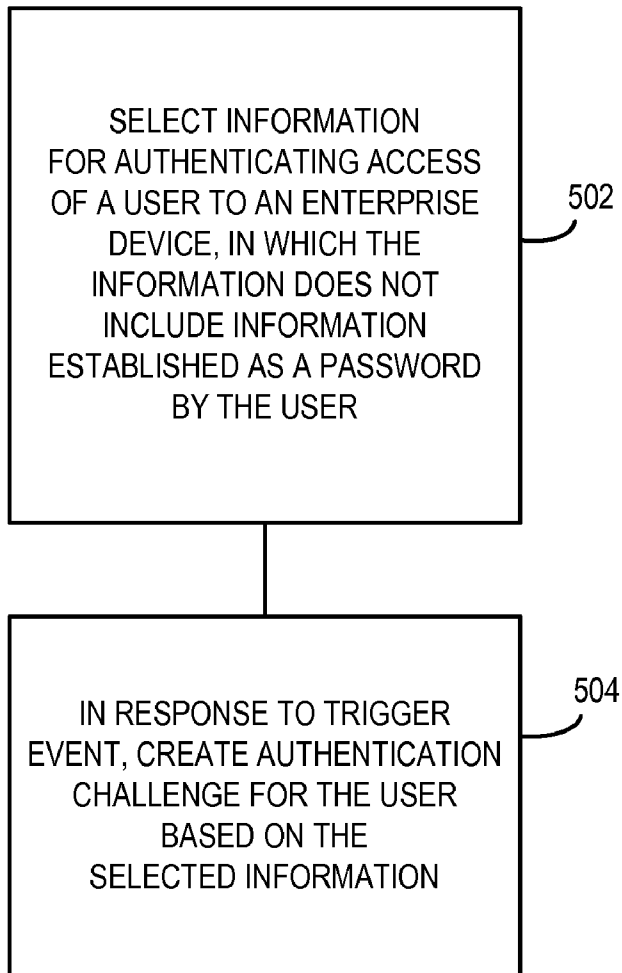 SELECT INFORMATION
FOR AUTHENTICATING ACCESS
OF A USER TO AN ENTERPRISE
DEVICE, IN WHICH THE
INFORMATION DOES NOT
INCLUDE INFORMATION
ESTABLISHED AS A PASSWORD
BY THE USER
502
IN RESPONSE TO TRIGGER
EVENT, CREATE AUTHENTICATION
CHALLENGE FOR THE USER
BASED ON THE
SELECTED INFORMATION
504